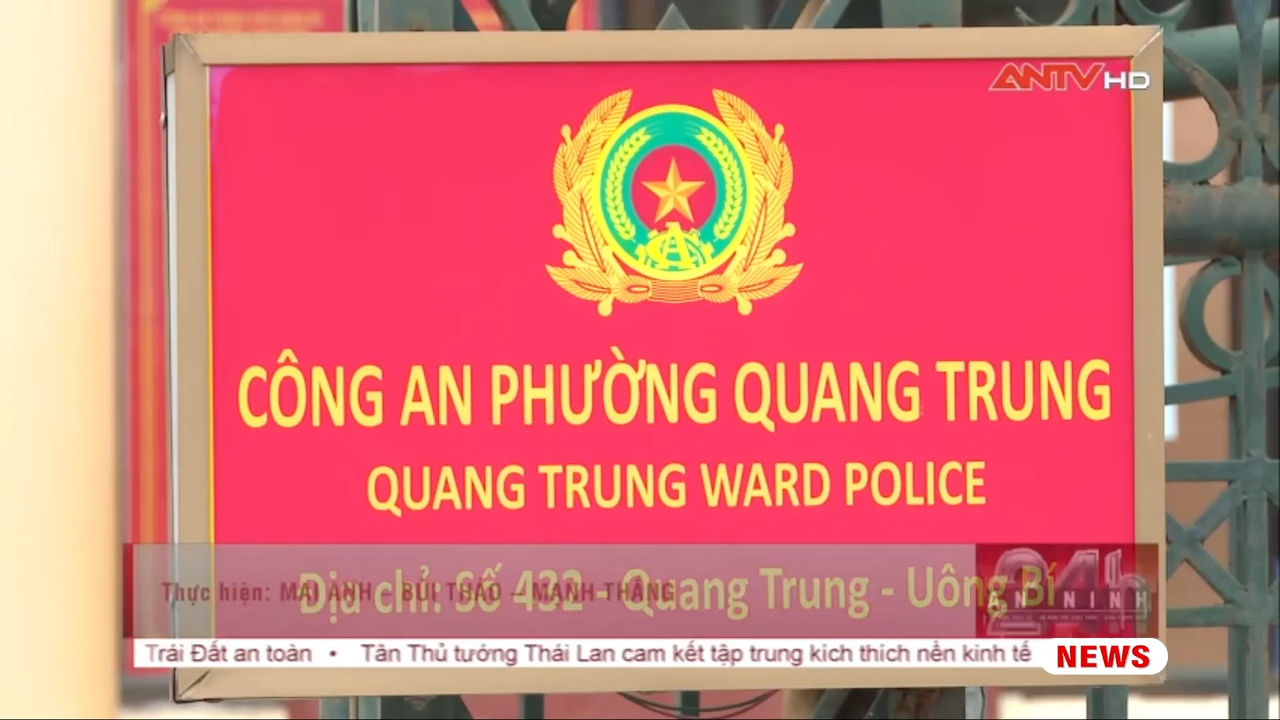 ANTV HD
CÔNG AN PHƯỜNG QUANG TRUNG
QUANG TRUNG WARD POLICE
Địa chỉ: Số 432 - Quang Trung - Uông Bí
Thực hiện: MAI ANH – BÙI THẢO – MẠNH THẮNG
24h
AN NINH
Trái Đất an toàn • Tân Thủ tướng Thái Lan cam kết tập trung kích thích nền kinh tế
NEWS